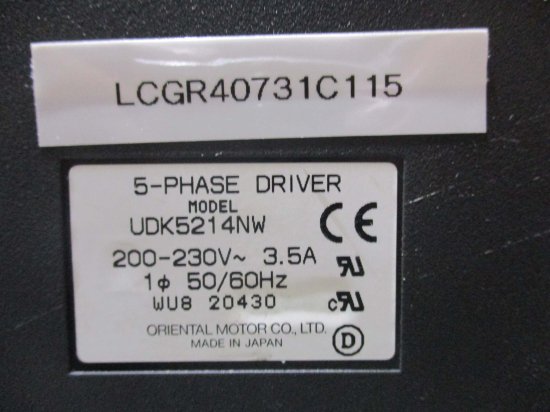 LCGR40731C115
5-PHASE DRIVER
MODEL
UDK5214NW
CE
200-230V~ 3.5A
1ϕ 50/60Hz
WU8 20430
c
ORIENTAL MOTOR CO., LTD.
MADE IN JAPAN
D